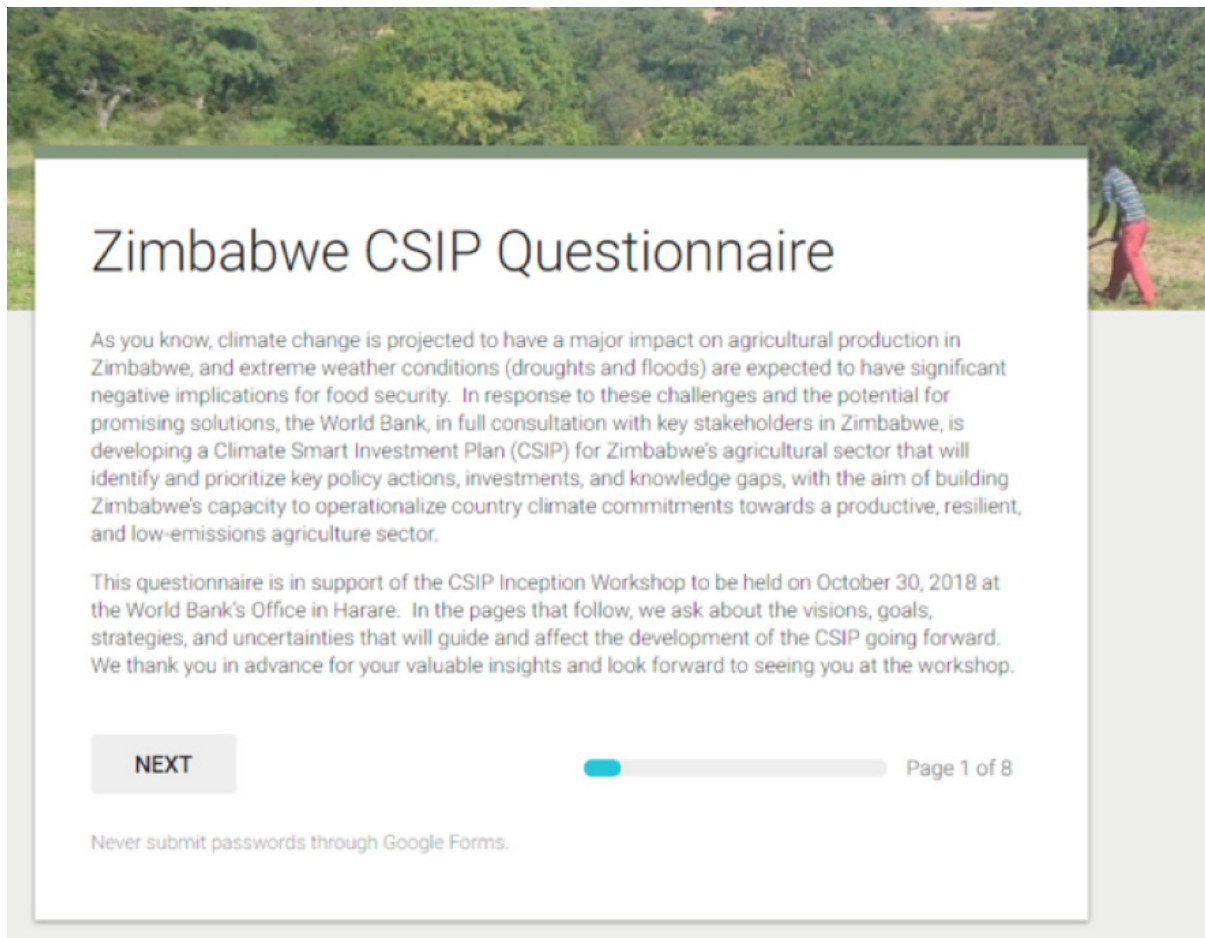 Zimbabwe CSIP Questionnaire
As you know, climate change is projected to have a major impact on agricultural production in
Zimbabwe, and extreme weather conditions (droughts and floods) are expected to have significant
negative implications for food security.  In response to these challenges and the potential for
promising solutions, the World Bank, in full consultation with key stakeholders in Zimbabwe, is
developing a Climate Smart Investment Plan (CSIP) for Zimbabwe's agricultural sector that will
identify and prioritize key policy actions, investments, and knowledge gaps, with the aim of building
Zimbabwe's capacity to operationalize country climate commitments towards a productive, resilient,
and low-emissions agriculture sector.
This questionnaire is in support of the CSIP Inception Workshop to be held on October 30, 2018 at
the World Bank's Office in Harare.  In the pages that follow, we ask about the visions, goals,
strategies, and uncertainties that will guide and affect the development of the CSIP going forward.
We thank you in advance for your valuable insights and look forward to seeing you at the workshop.
NEXT
Page 1 of 8
Never submit passwords through Google Forms.